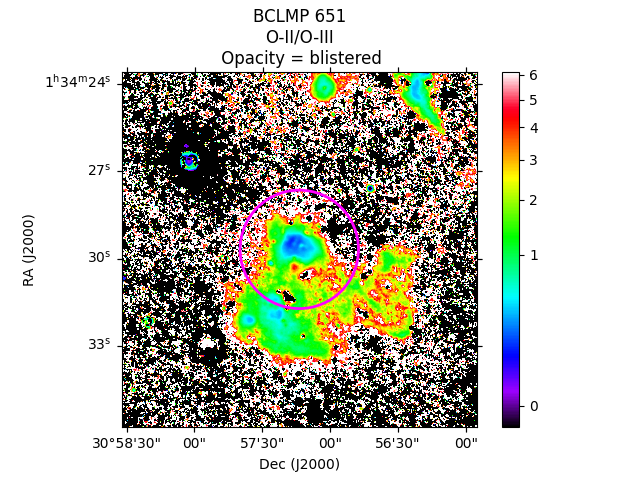 BCLMP 651
O-II/O-III
Opacity = blistered
1ʰ34ᵐ24ˢ
27ˢ
30ˢ
33ˢ
RA (J2000)
30°58'30" 00" 57'30" 00" 56'30" 00"
Dec (J2000)
6
5
4
3
2
1
0